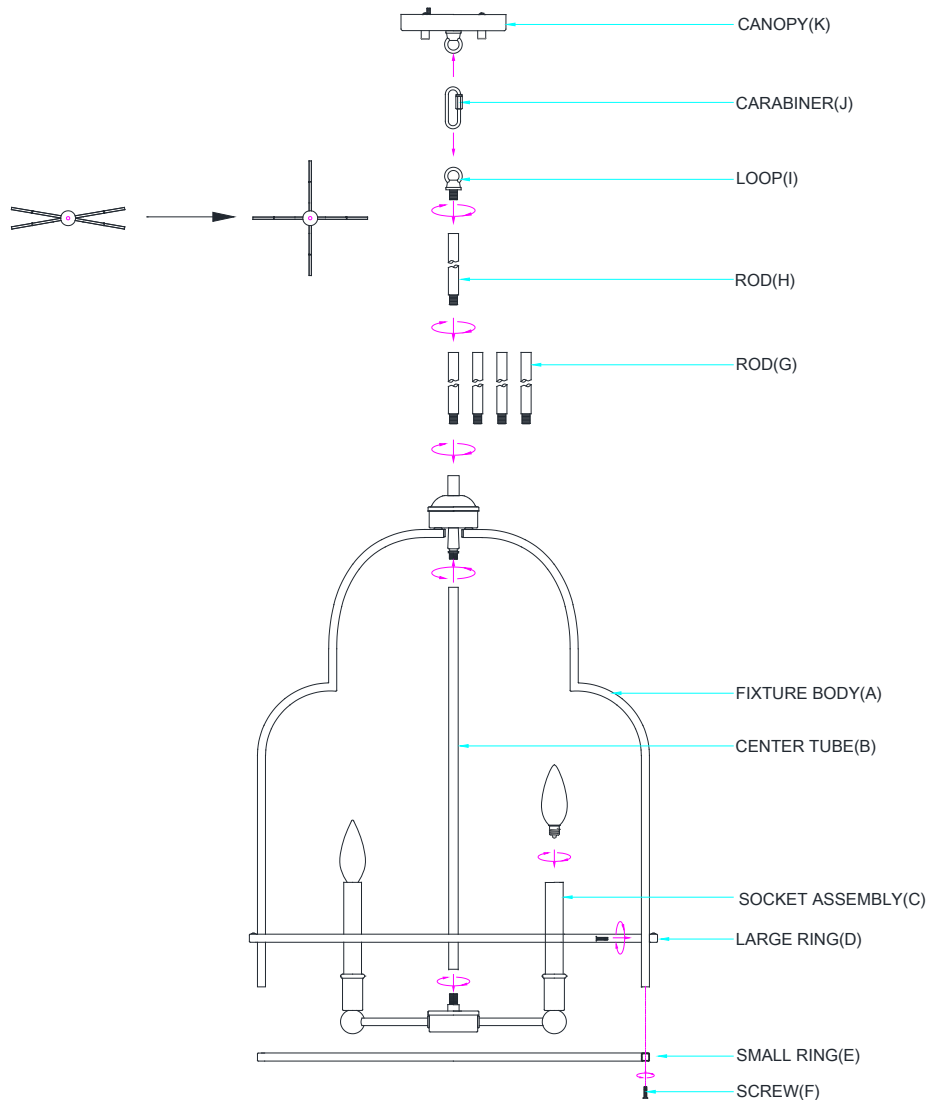 CANOPY(K)
CARABINER(J)
LOOP(I)
ROD(H)
ROD(G)
FIXTURE BODY(A)
CENTER TUBE(B)
SOCKET ASSEMBLY(C)
LARGE RING(D)
SMALL RING(E)
SCREW(F)